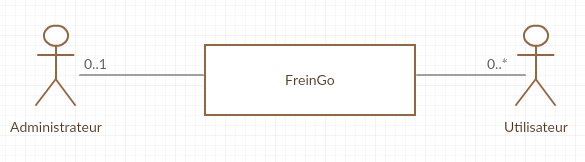 0..1
0..*
FreinGo
Administrateur
Utilisateur